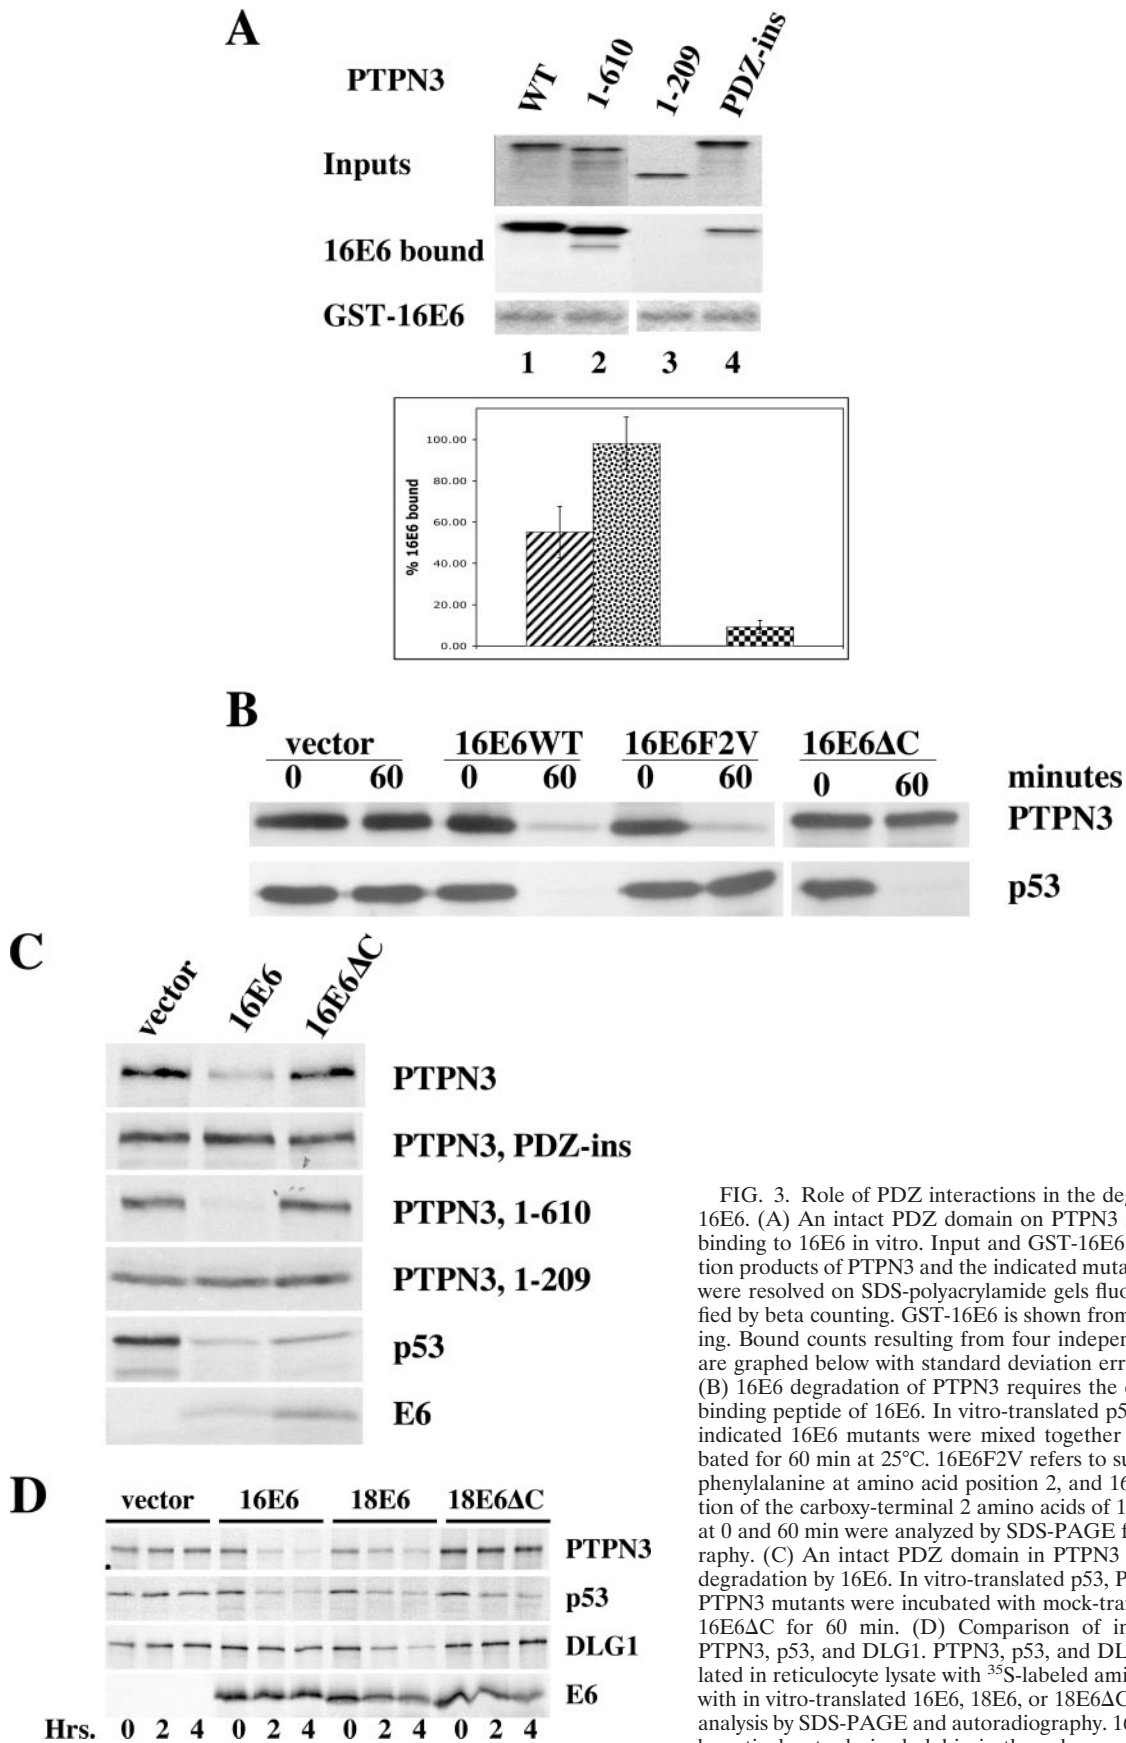 A
PTPN3
WT 1-610 1-209 PDZ-ins
Inputs
16E6 bound
GST-16E6
1 2 3 4
% 16E6 bound
100.00
80.00
60.00
40.00
20.00
0.00
B
vector 16E6WT 16E6F2V 16E6ΔC
0 60 0 60 0 60 0 60 minutes
PTPN3
p53
C
vector 16E6 16E6ΔC
PTPN3
PTPN3, PDZ-ins
PTPN3, 1-610
PTPN3, 1-209
p53
E6
D
vector 16E6 18E6 18E6ΔC
PTPN3
p53
DLG1
E6
Hrs. 0 2 4 0 2 4 0 2 4 0 2 4
FIG. 3. Role of PDZ interactions in the deg
16E6. (A) An intact PDZ domain on PTPN3
binding to 16E6 in vitro. Input and GST-16E6
tion products of PTPN3 and the indicated muta
were resolved on SDS-polyacrylamide gels fluo
fied by beta counting. GST-16E6 is shown from
ing. Bound counts resulting from four indepen
are graphed below with standard deviation err
(B) 16E6 degradation of PTPN3 requires the
binding peptide of 16E6. In vitro-translated p5
indicated 16E6 mutants were mixed together
bated for 60 min at 25°C. 16E6F2V refers to su
phenylalanine at amino acid position 2, and 16
tion of the carboxy-terminal 2 amino acids of 1
at 0 and 60 min were analyzed by SDS-PAGE f
raphy. (C) An intact PDZ domain in PTPN3
degradation by 16E6. In vitro-translated p53, P
PTPN3 mutants were incubated with mock-tran
16E6ΔC for 60 min. (D) Comparison of in
PTPN3, p53, and DLG1. PTPN3, p53, and DL
lated in reticulocyte lysate with ³⁵S-labeled ami
with in vitro-translated 16E6, 18E6, or 18E6ΔC
analysis by SDS-PAGE and autoradiography. 16